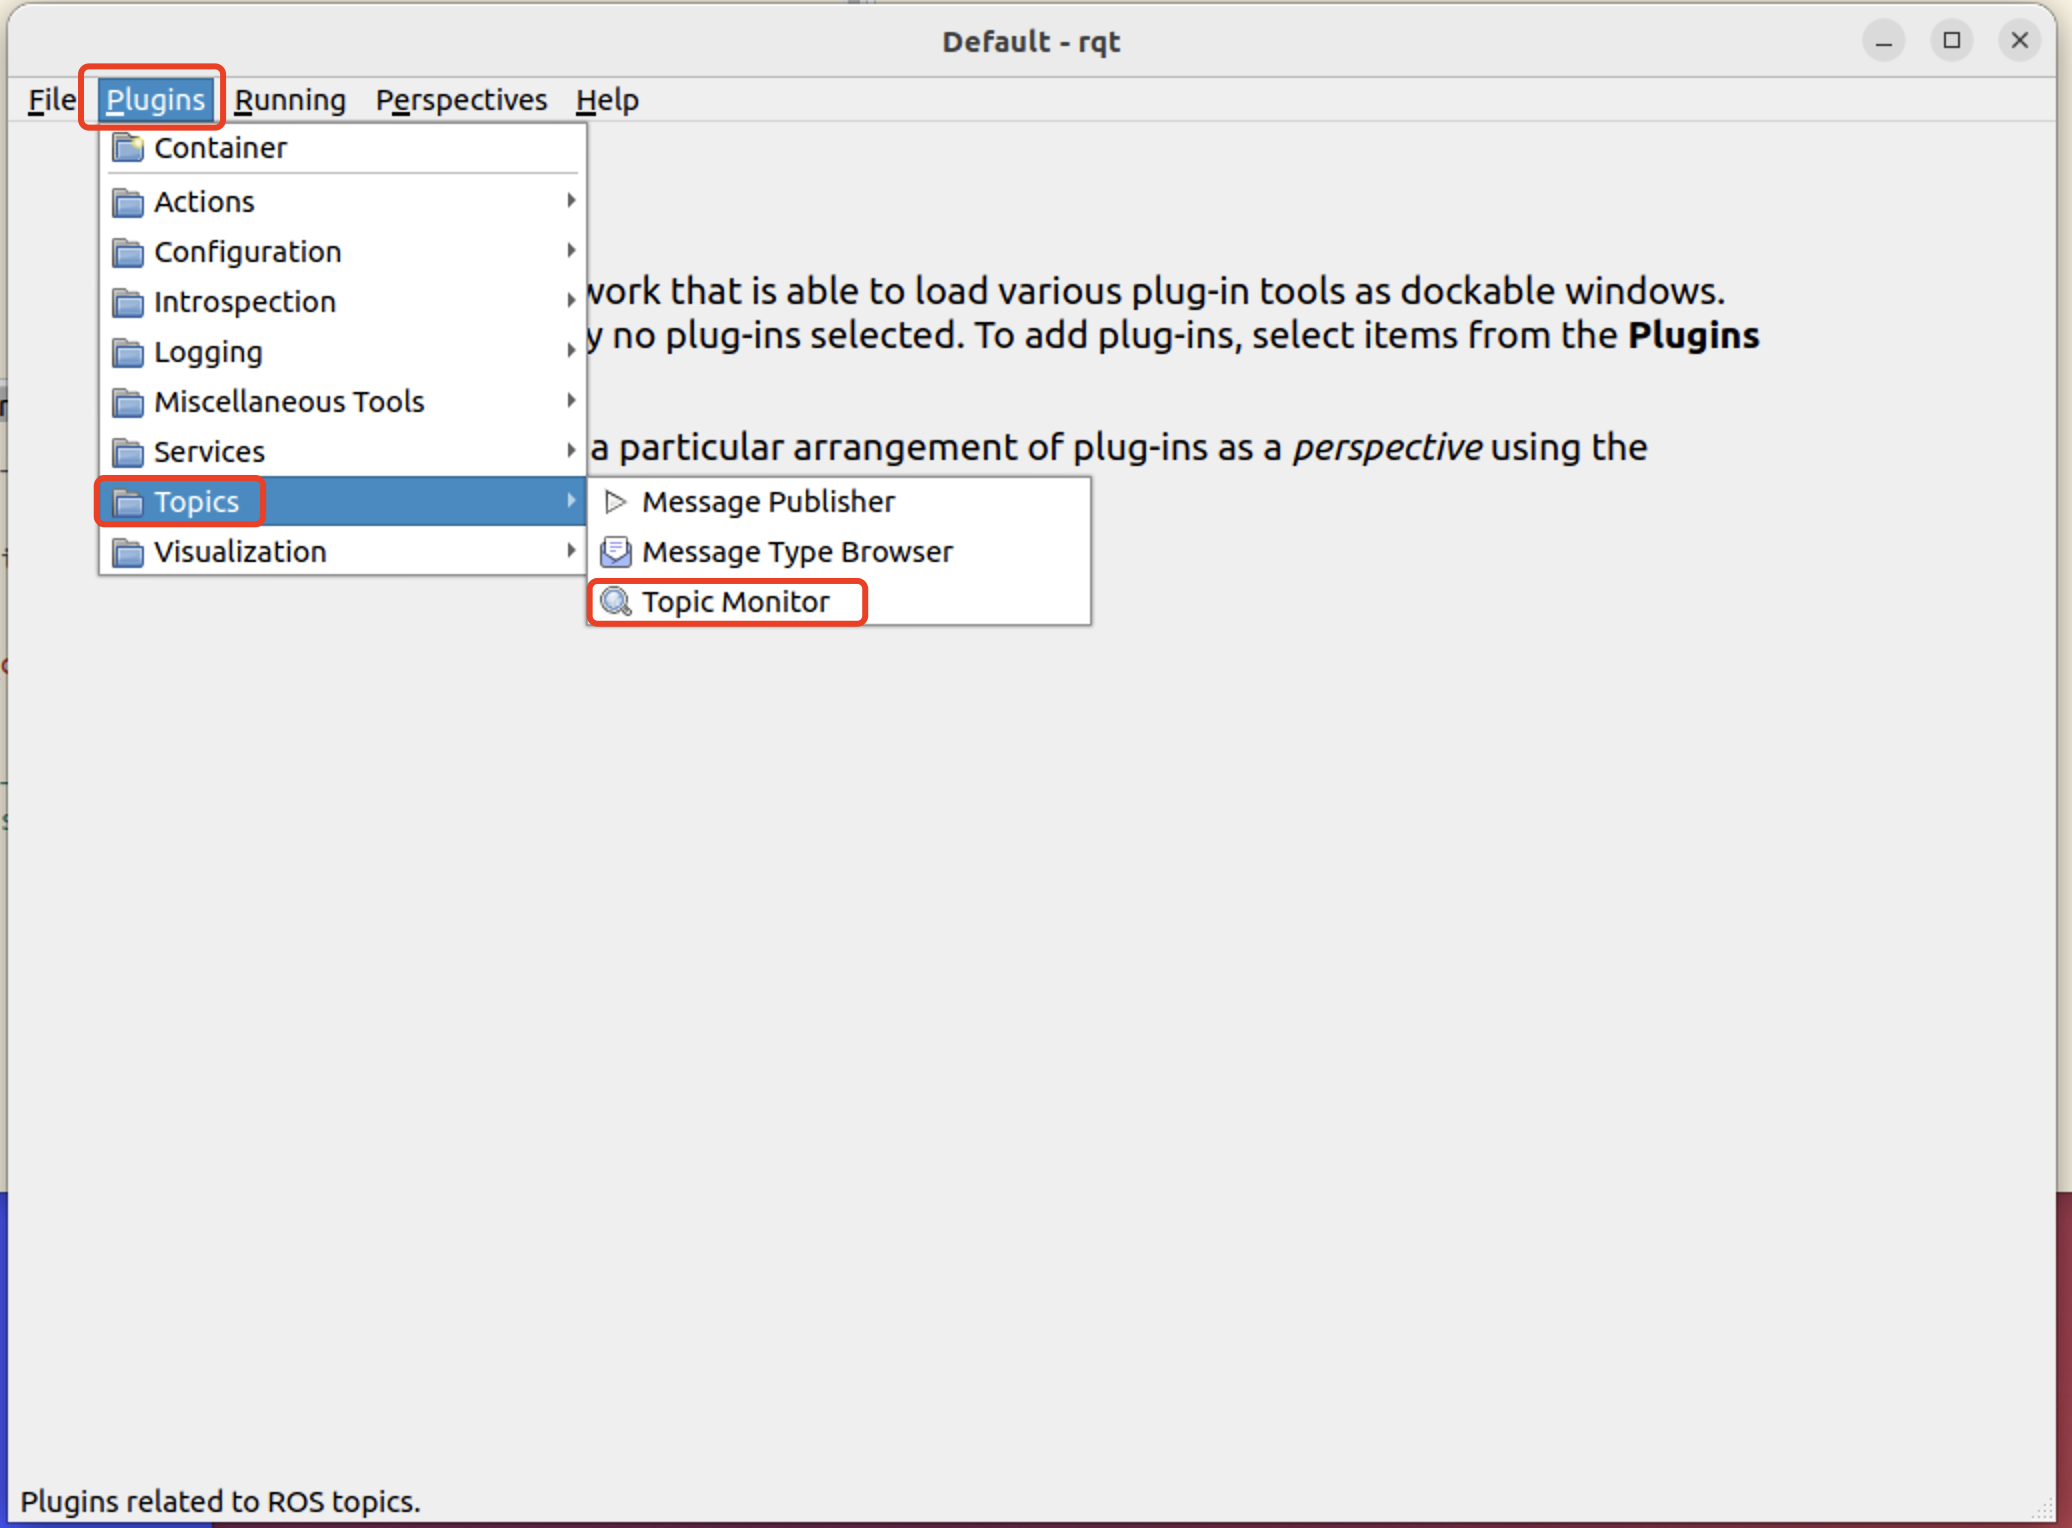 Default - rqt
File Plugins Running Perspectives Help
Container
Actions
Configuration
work that is able to load various plug-in tools as dockable windows.
Introspection
y no plug-ins selected. To add plug-ins, select items from the Plugins
Logging
Miscellaneous Tools
Services
a particular arrangement of plug-ins as a perspective using the
Topics
Message Publisher
Visualization
Message Type Browser
Topic Monitor
Plugins related to ROS topics.